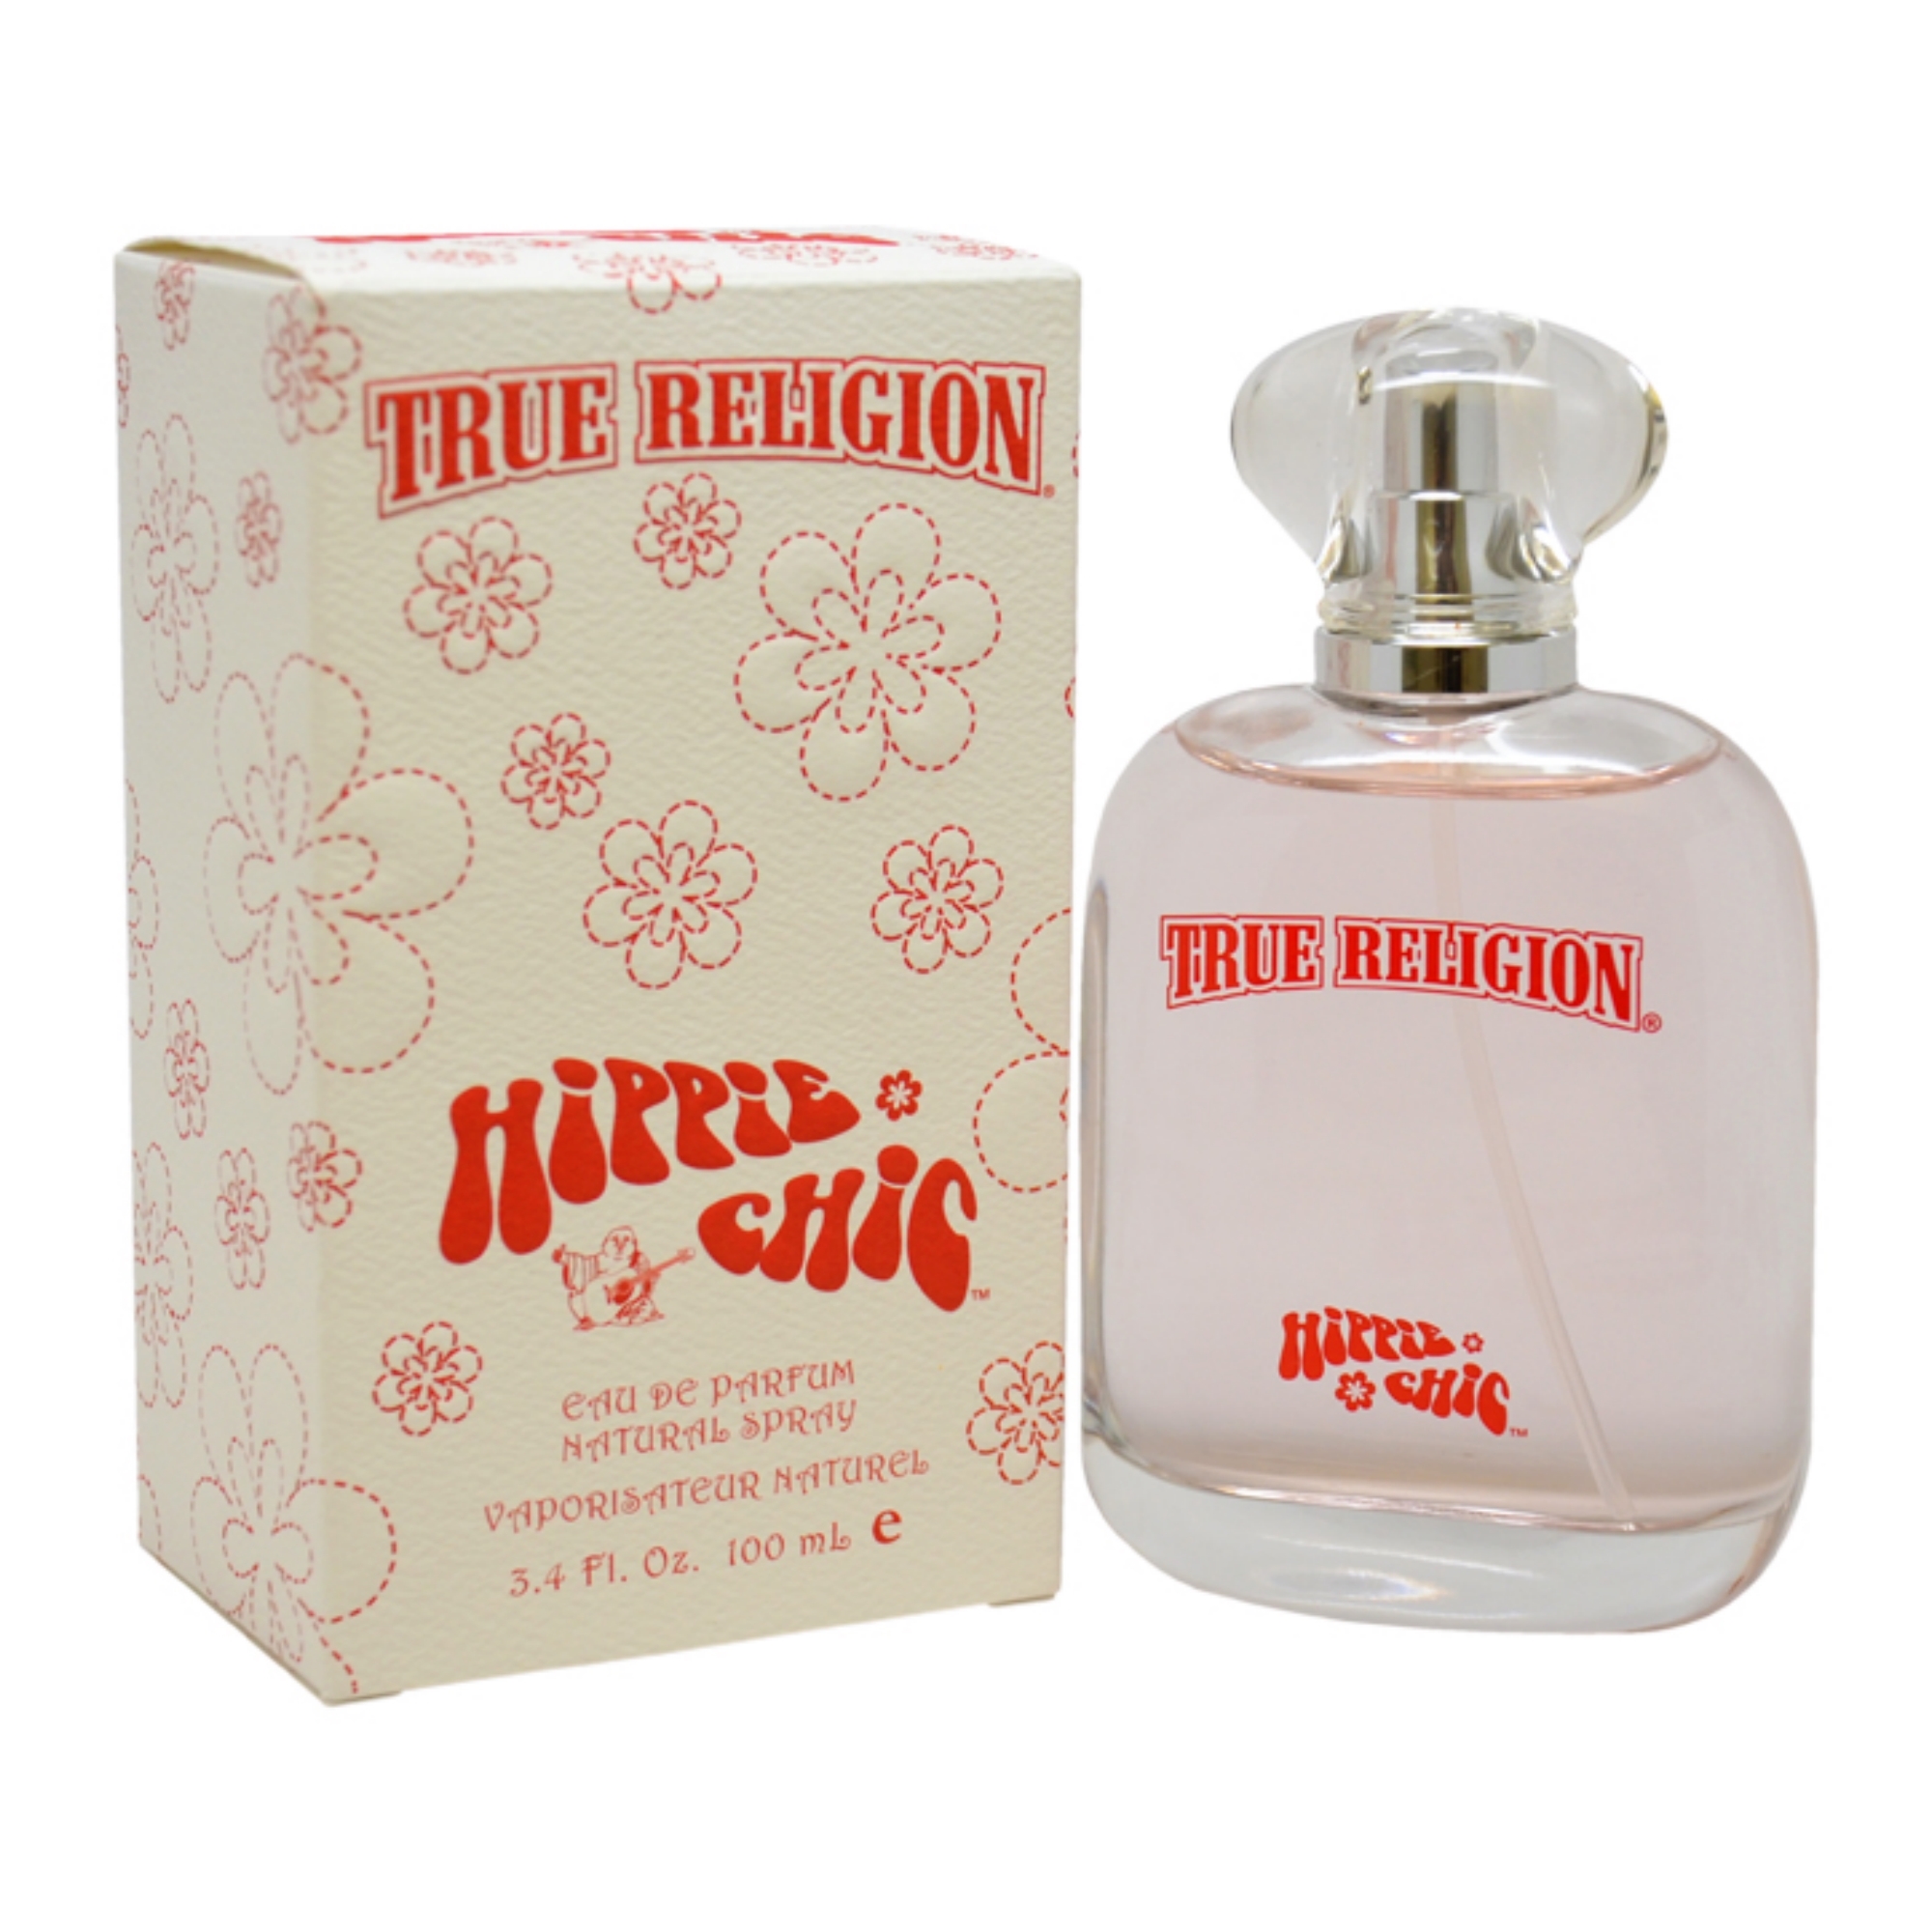 TRUE RELIGION®
HiPPiE
CHiC™
EAU DE PARFUM
NATURAL SPRAY
VAPORISATEUR NATUREL
3.4 Fl. Oz. 100 mL e
TRUE RELIGION®
HiPPiE
CHiC™